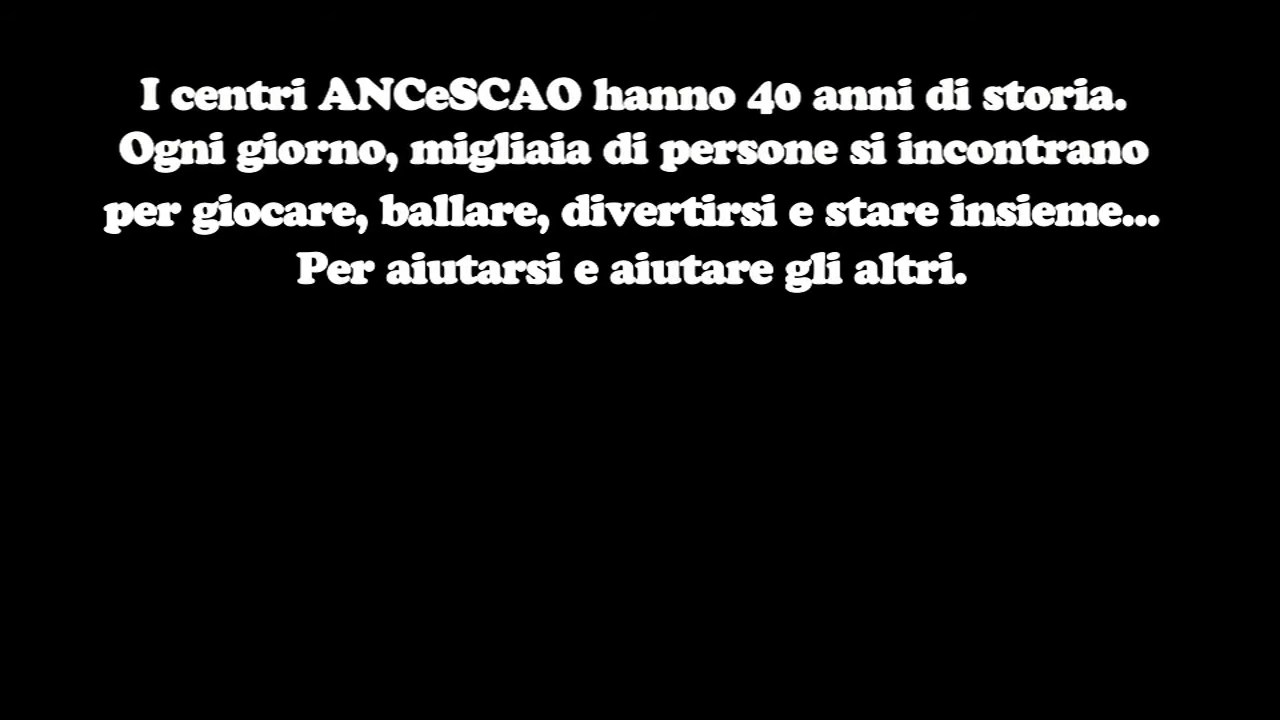 I centri ANCeSCAO hanno 40 anni di storia.
Ogni giorno, migliaia di persone si incontrano
per giocare, ballare, divertirsi e stare insieme...
Per aiutarsi e aiutare gli altri.